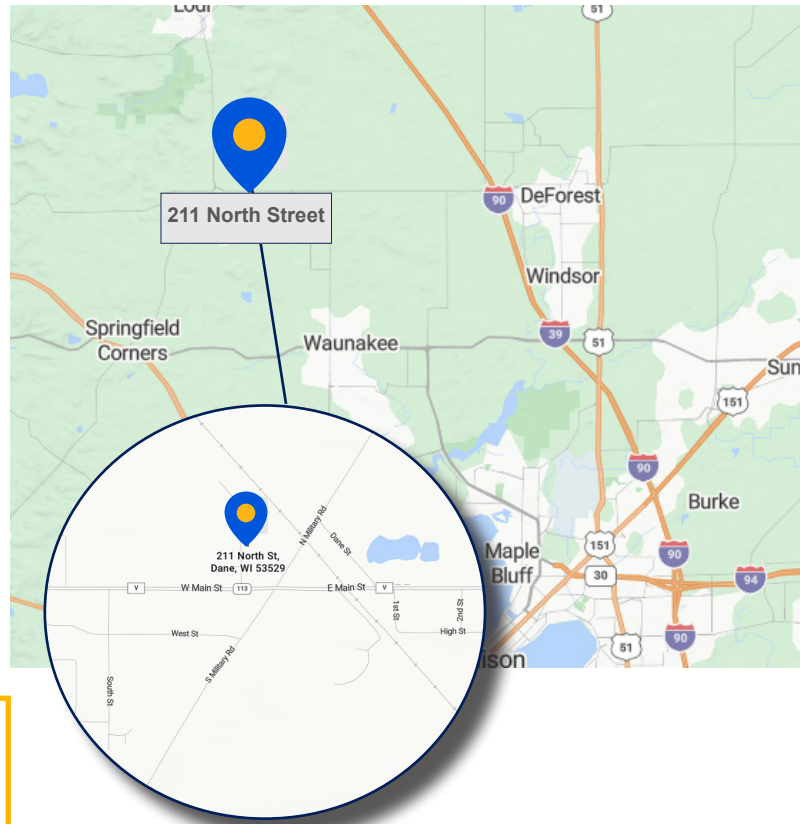 Lodi
51
211 North Street
90
DeForest
Windsor
39
51
Springfield
Corners
Waunakee
Sun
151
90
Burke
Maple
Bluff
151
90
30
94
90
51
ison
N Military Rd
Dane St
211 North St,
Dane, WI 53529
V
W Main St
113
E Main St
V
1st St
2nd St
West St
High St
S Military Rd
South St